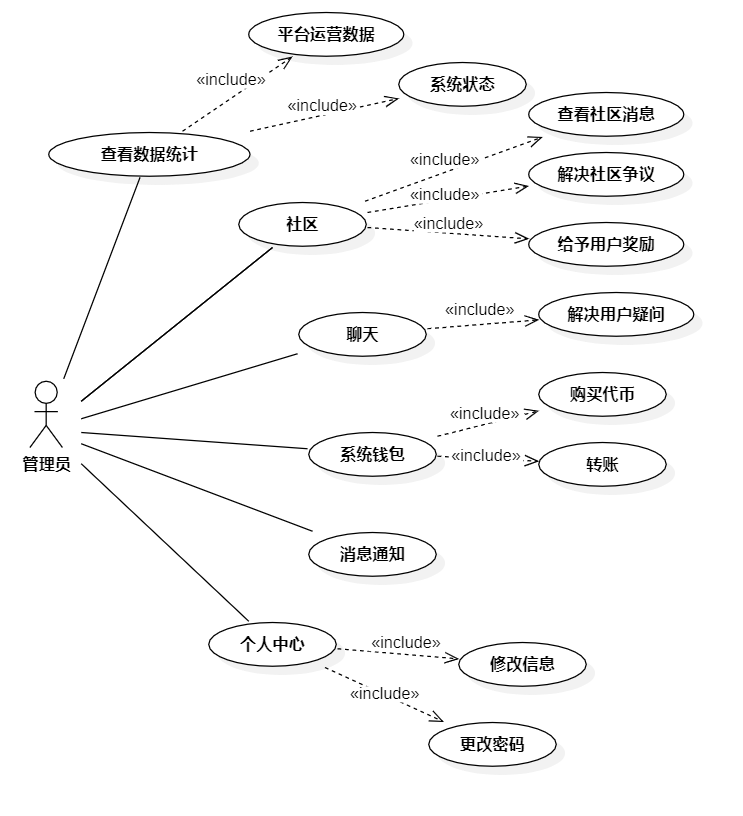 平台运营数据
«include»
系统状态
«include»
查看社区消息
查看数据统计
«include»
解决社区争议
«include»
社区
«include»
给予用户奖励
«include»
解决用户疑问
聊天
购买代币
«include»
系统钱包
«include»
转账
管理员
消息通知
个人中心
«include»
修改信息
«include»
更改密码